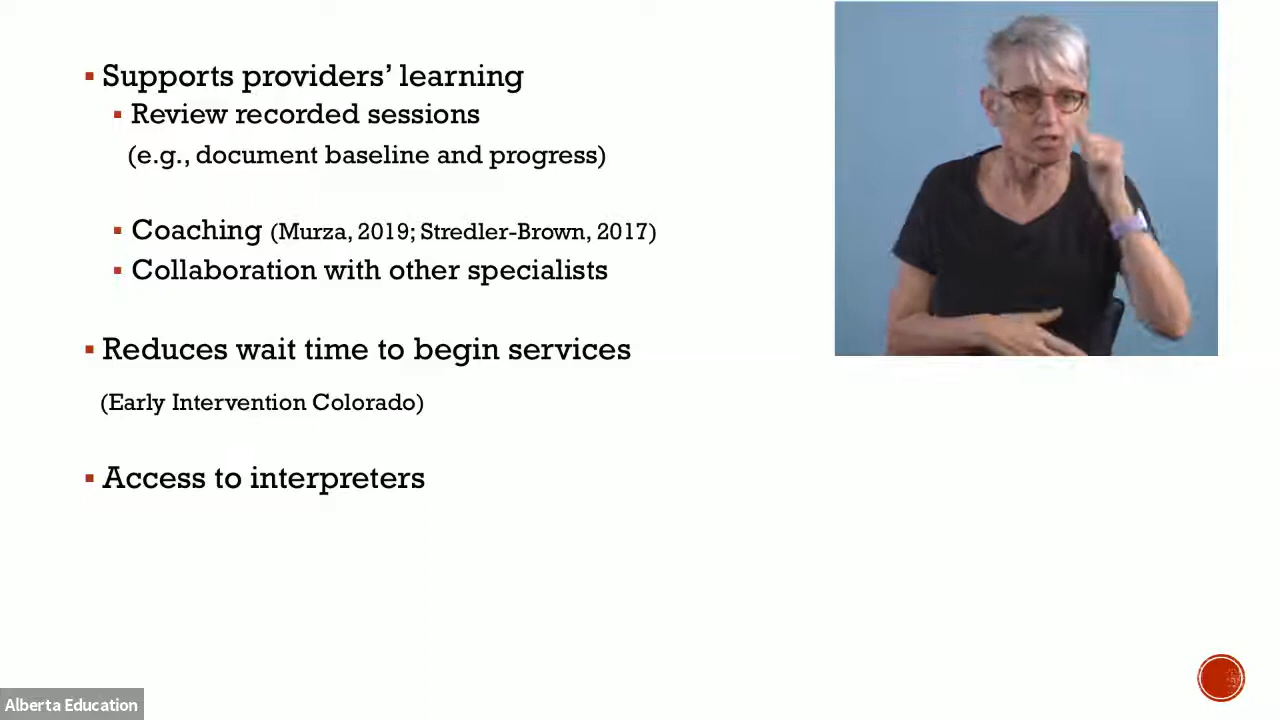 Supports providers’ learning
Review recorded sessions
(e.g., document baseline and progress)
Coaching (Murza, 2019; Stredler-Brown, 2017)
Collaboration with other specialists
Reduces wait time to begin services
(Early Intervention Colorado)
Access to interpreters
Alberta Education